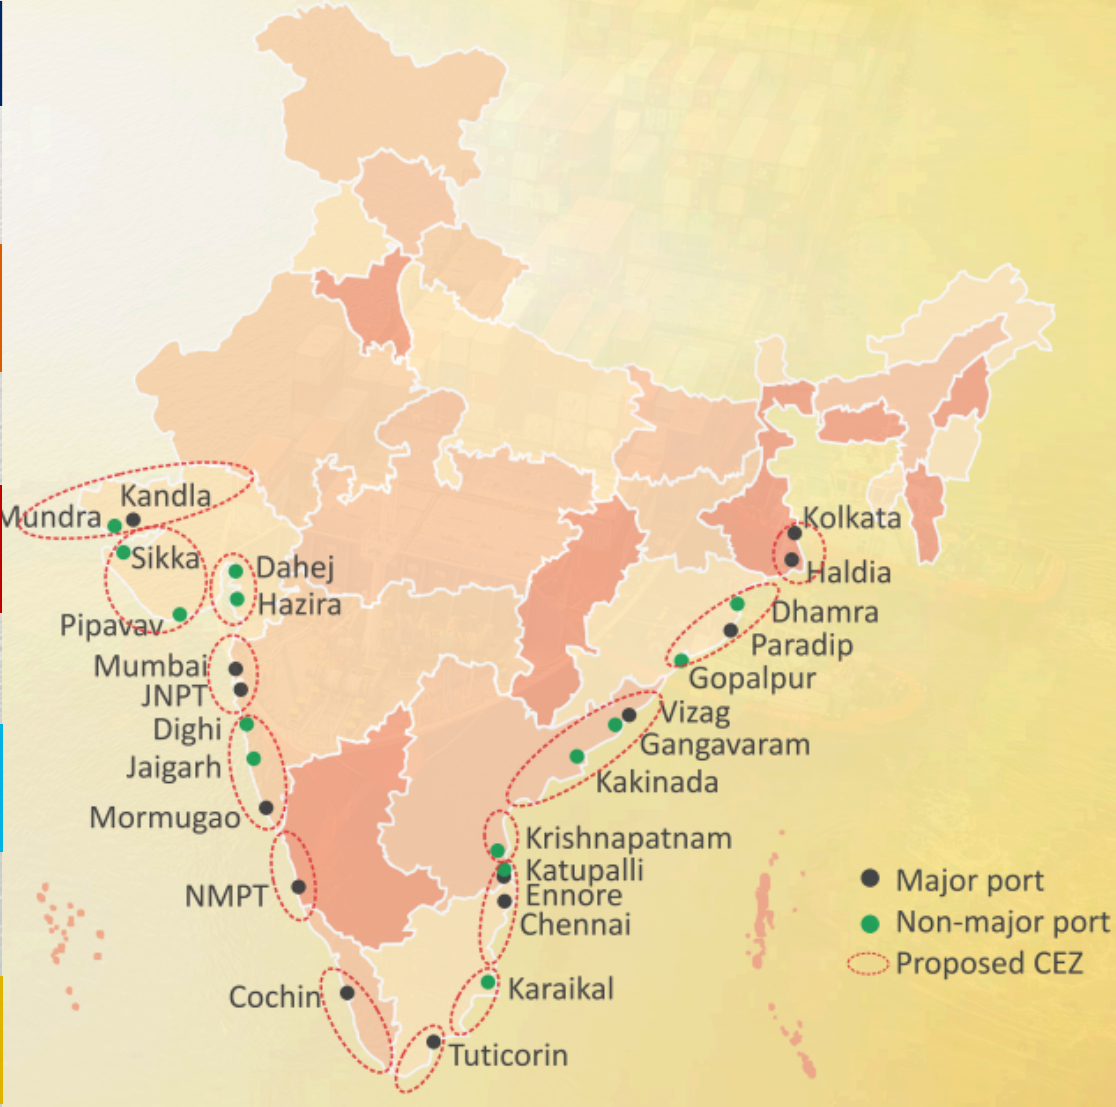 Kandla
Mundra
Sikka
Dahej
Hazira
Pipavav
Mumbai
JNPT
Dighi
Jaigarh
Mormugao
NMPT
Cochin
Kolkata
Haldia
Dhamra
Paradip
Gopalpur
Vizag
Gangavaram
Kakinada
Krishnapatnam
Katupalli
Ennore
Chennai
Karaikal
Tuticorin
Major port
Non-major port
Proposed CEZ